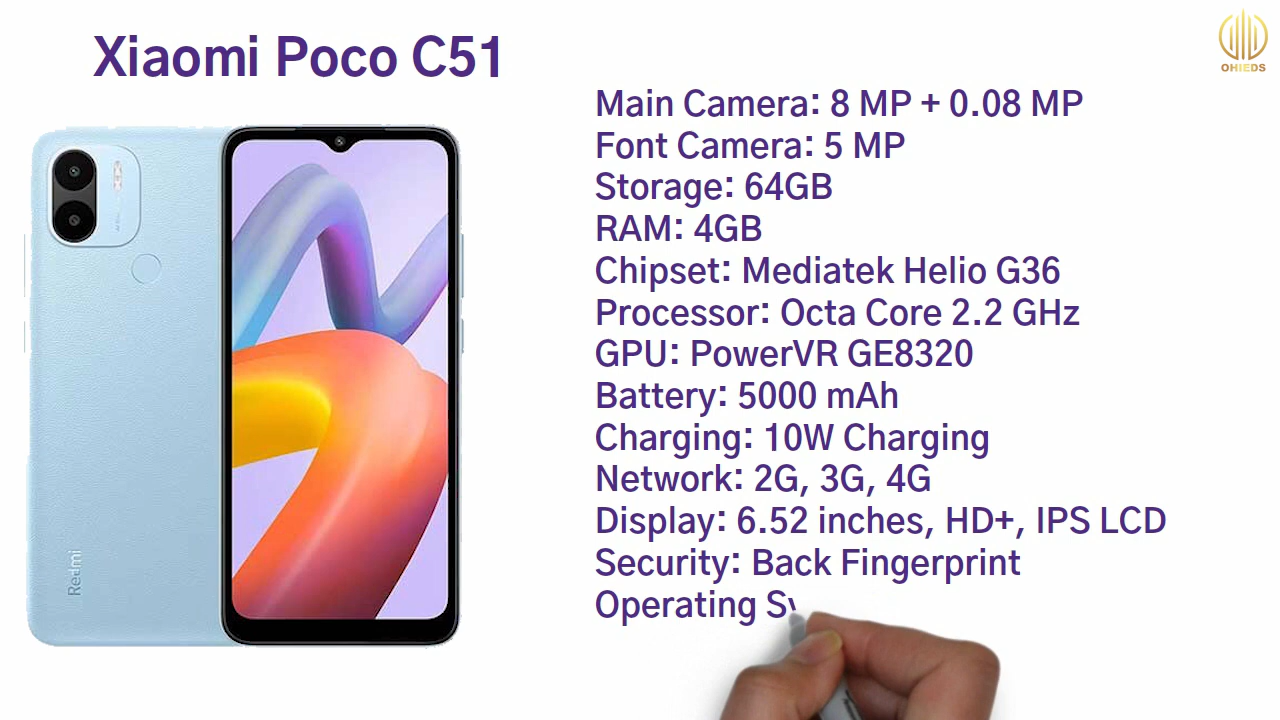 Xiaomi Poco C51
OHIEDS
Main Camera: 8 MP + 0.08 MP
Font Camera: 5 MP
Storage: 64GB
RAM: 4GB
Chipset: Mediatek Helio G36
Processor: Octa Core 2.2 GHz
GPU: PowerVR GE8320
Battery: 5000 mAh
Charging: 10W Charging
Network: 2G, 3G, 4G
Display: 6.52 inches, HD+, IPS LCD
Security: Back Fingerprint
Operating Sy
Redmi